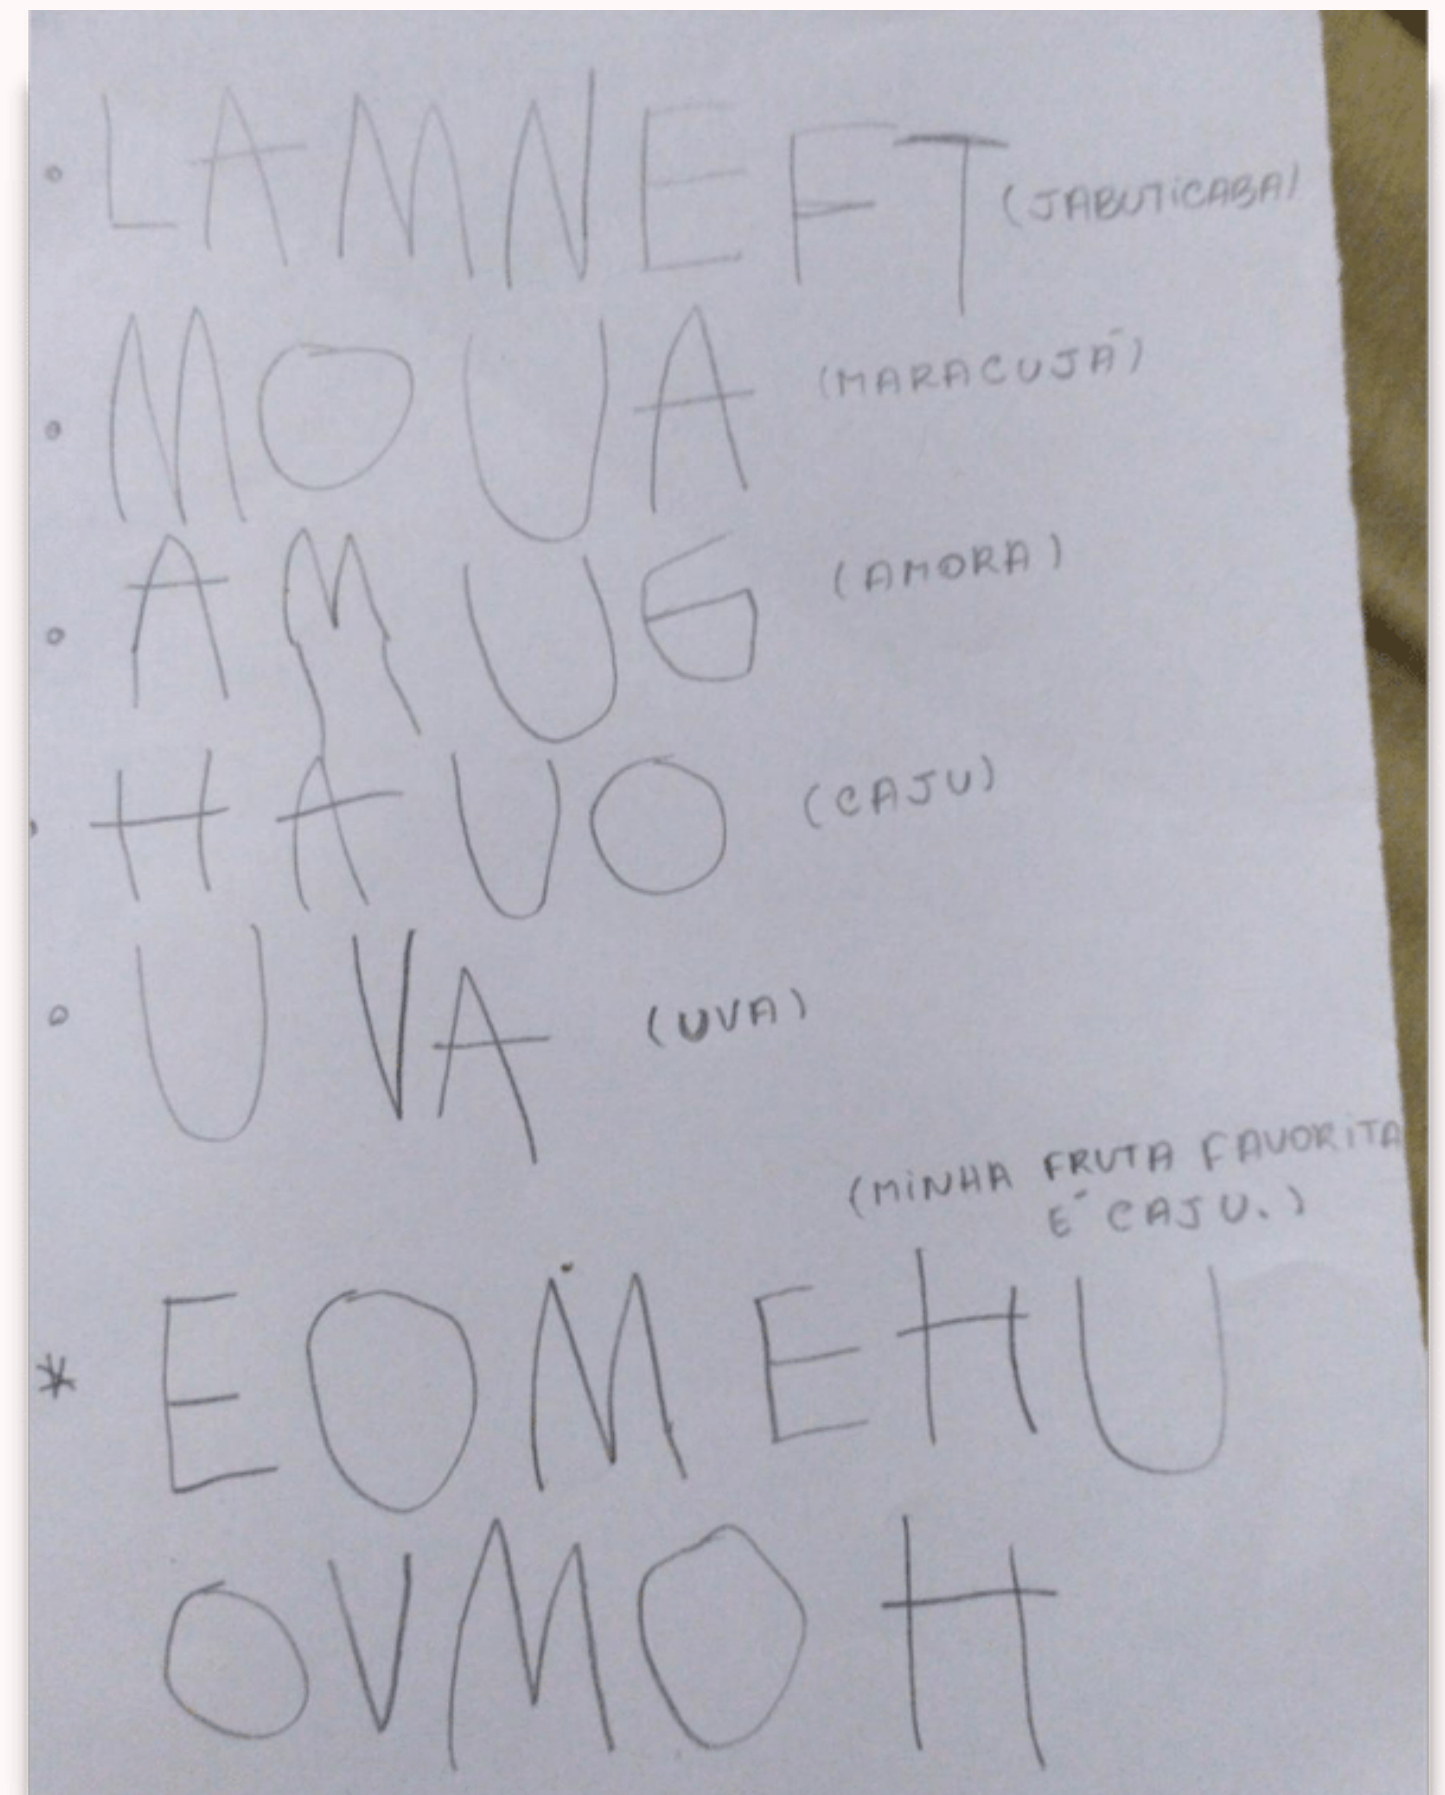 LAMNEFT (JABUTICABA)
MOUA (MARACUJÁ)
AMUG (AMORA)
HAUO (CAJU)
UVA (UVA)
(MINHA FRUTA FAVORITA
É CAJU.)
* EOMEHU
OVMOH